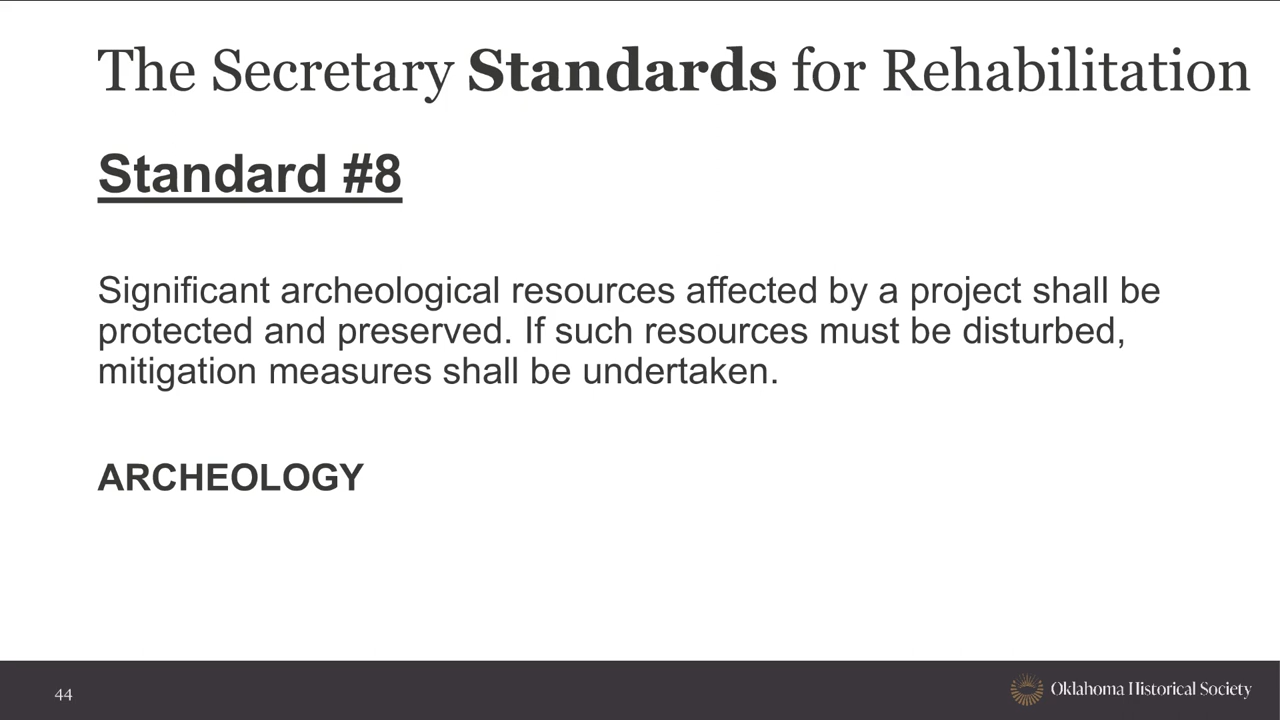 The Secretary Standards for Rehabilitation
Standard #8
Significant archeological resources affected by a project shall be
protected and preserved. If such resources must be disturbed,
mitigation measures shall be undertaken.
ARCHEOLOGY
44
Oklahoma Historical Society